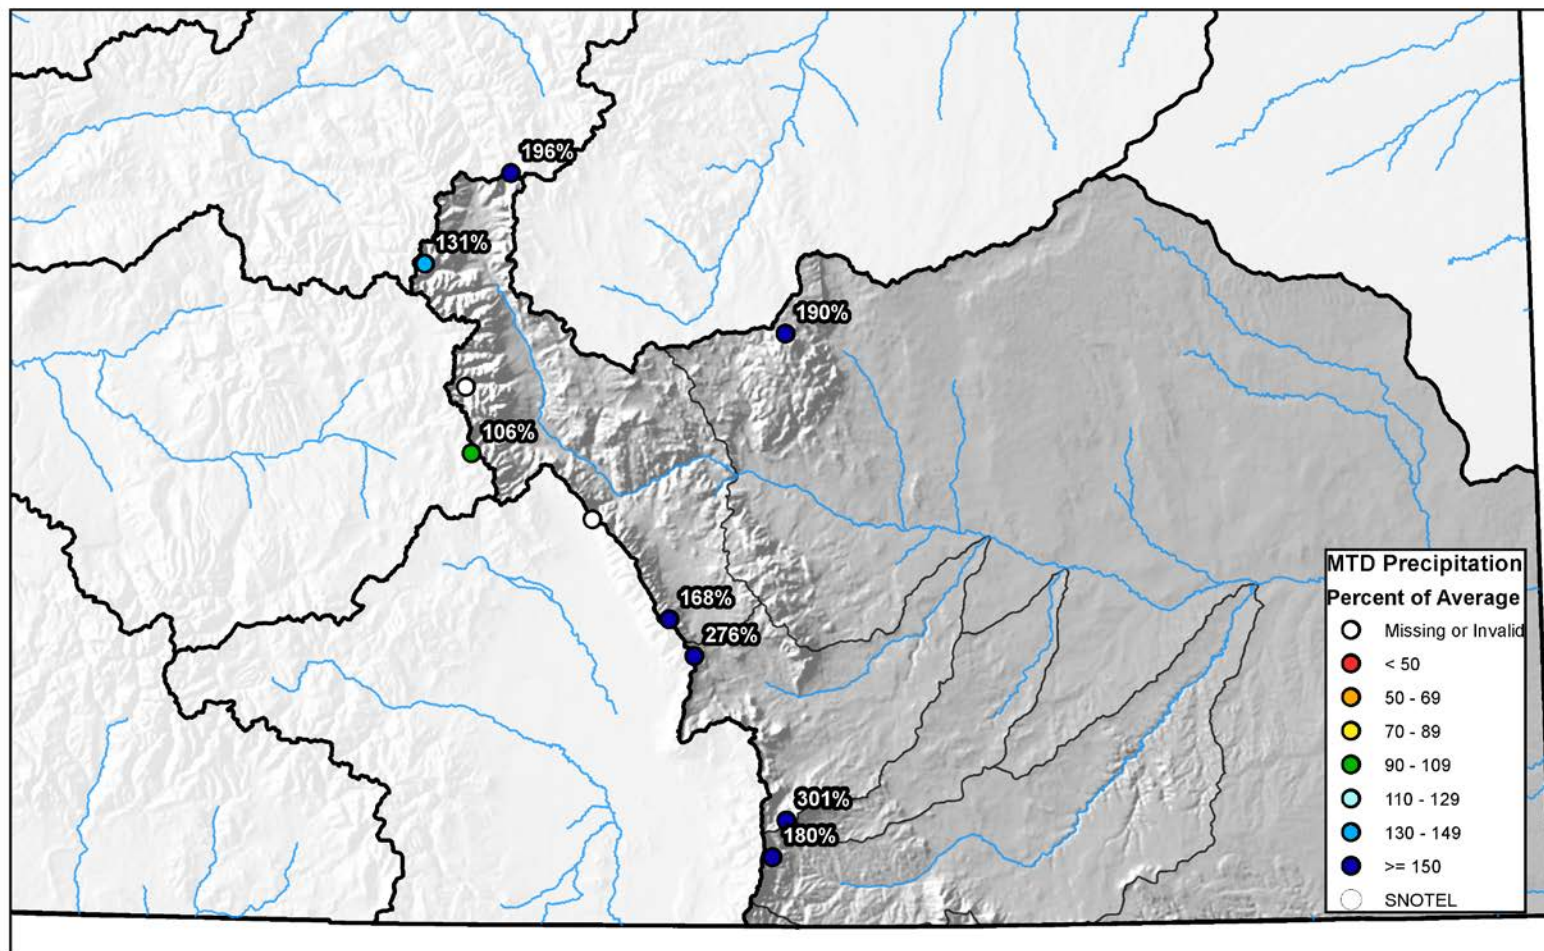 196%
131%
190%
106%
168%
276%
301%
180%
MTD Precipitation
Percent of Average
Missing or Invalid
< 50
50 - 69
70 - 89
90 - 109
110 - 129
130 - 149
>= 150
SNOTEL